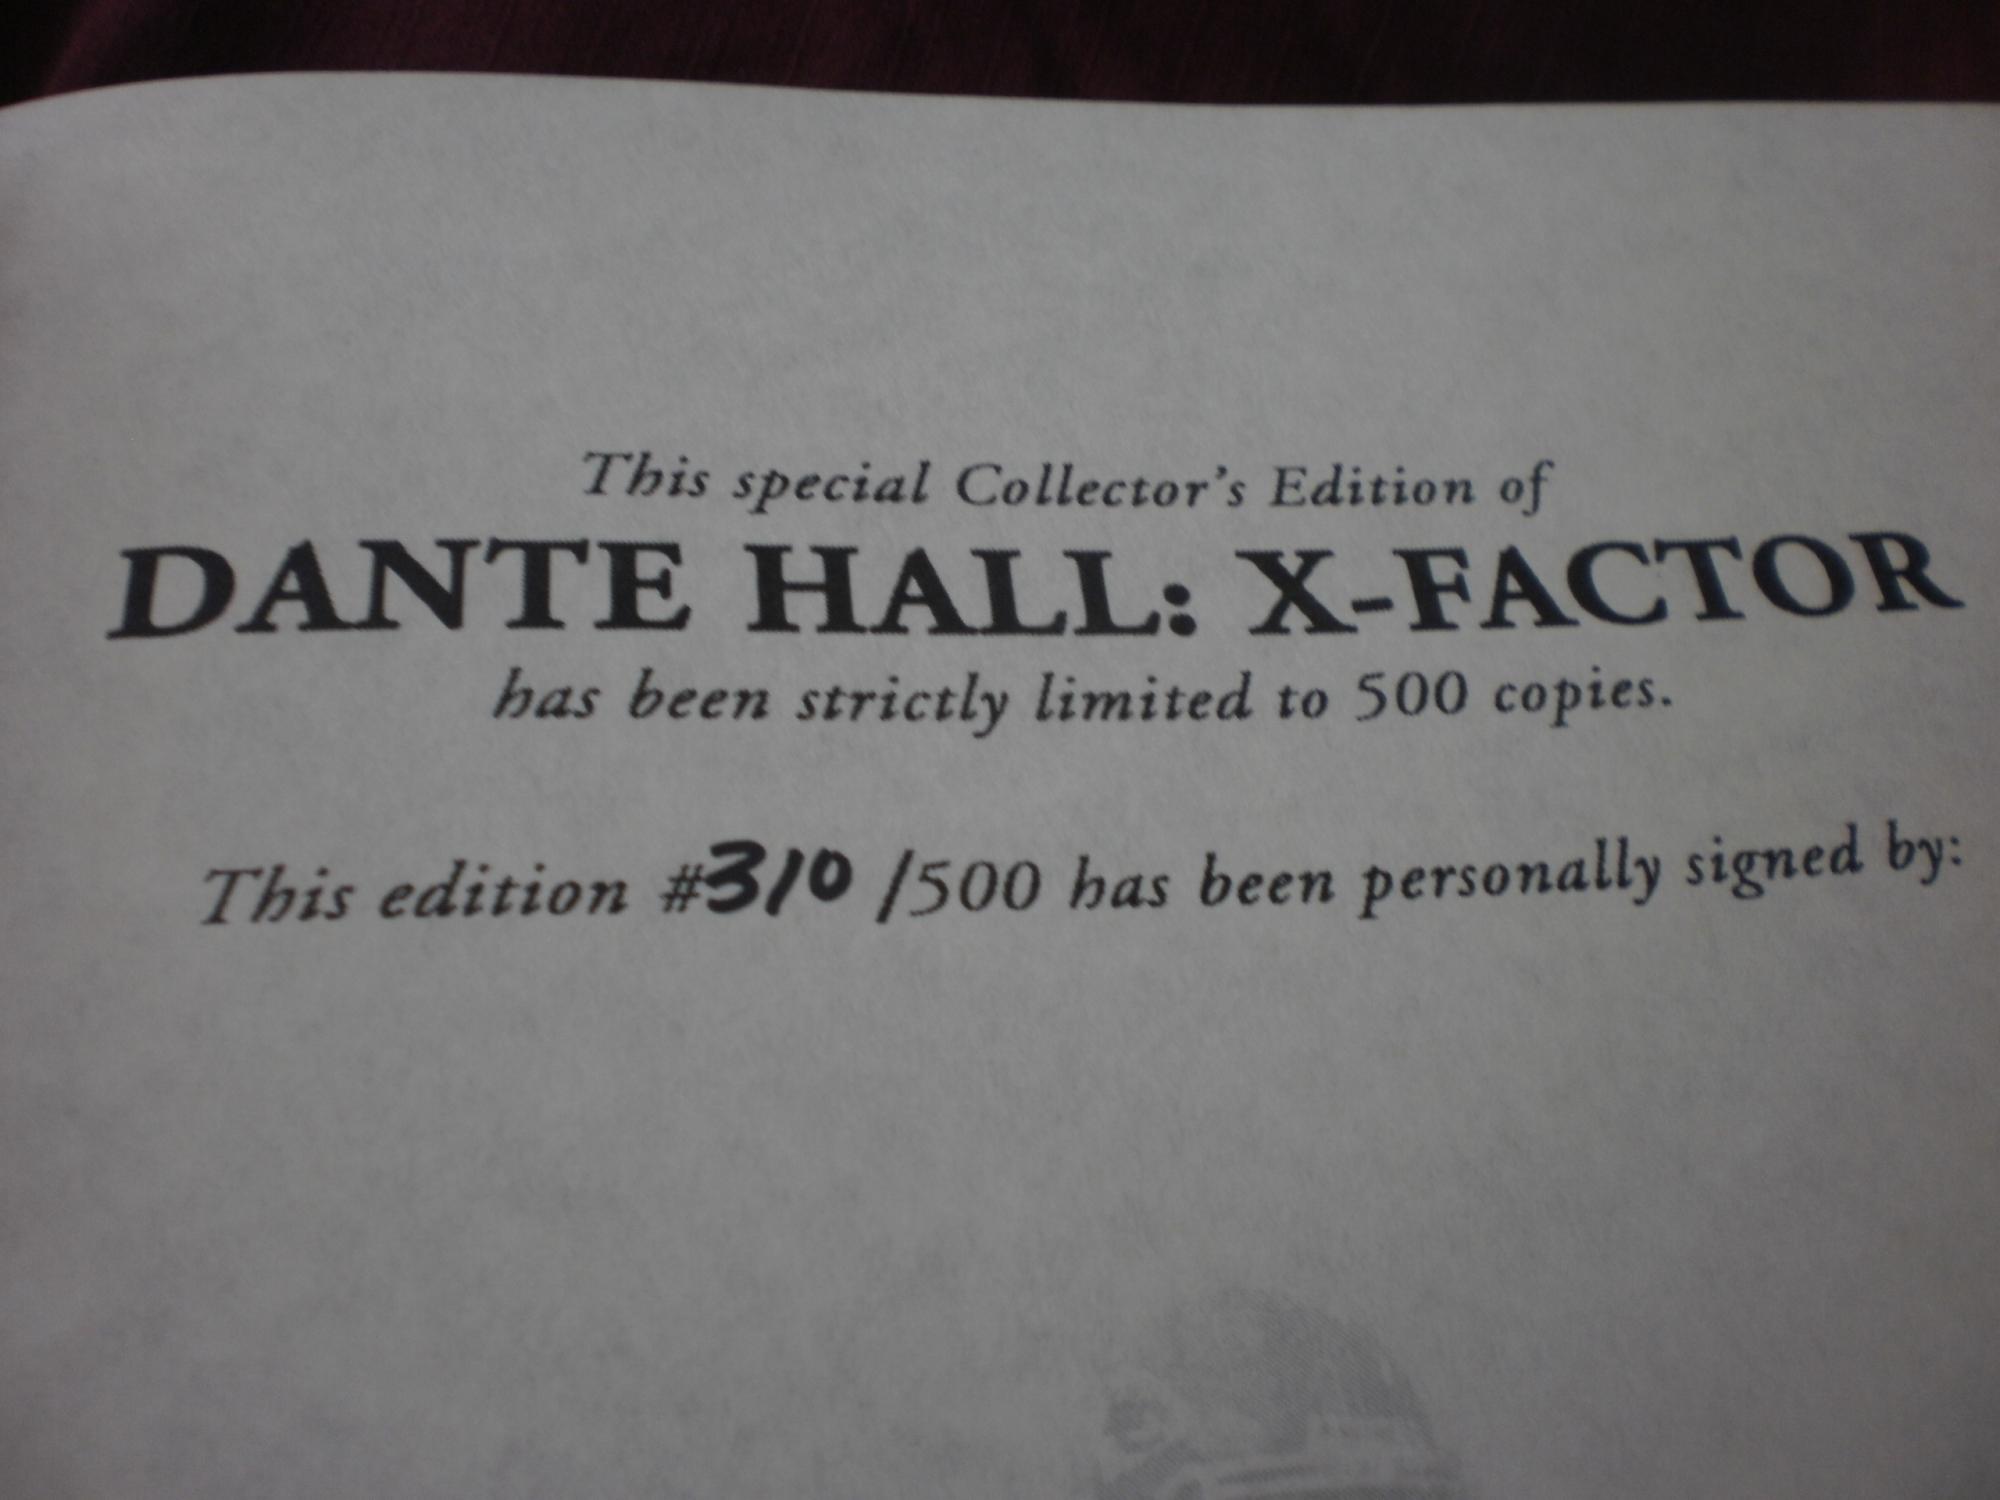 This special Collector's Edition of
DANTE HALL: X-FACTOR
has been strictly limited to 500 copies.
This edition #310 /500 has been personally signed by: